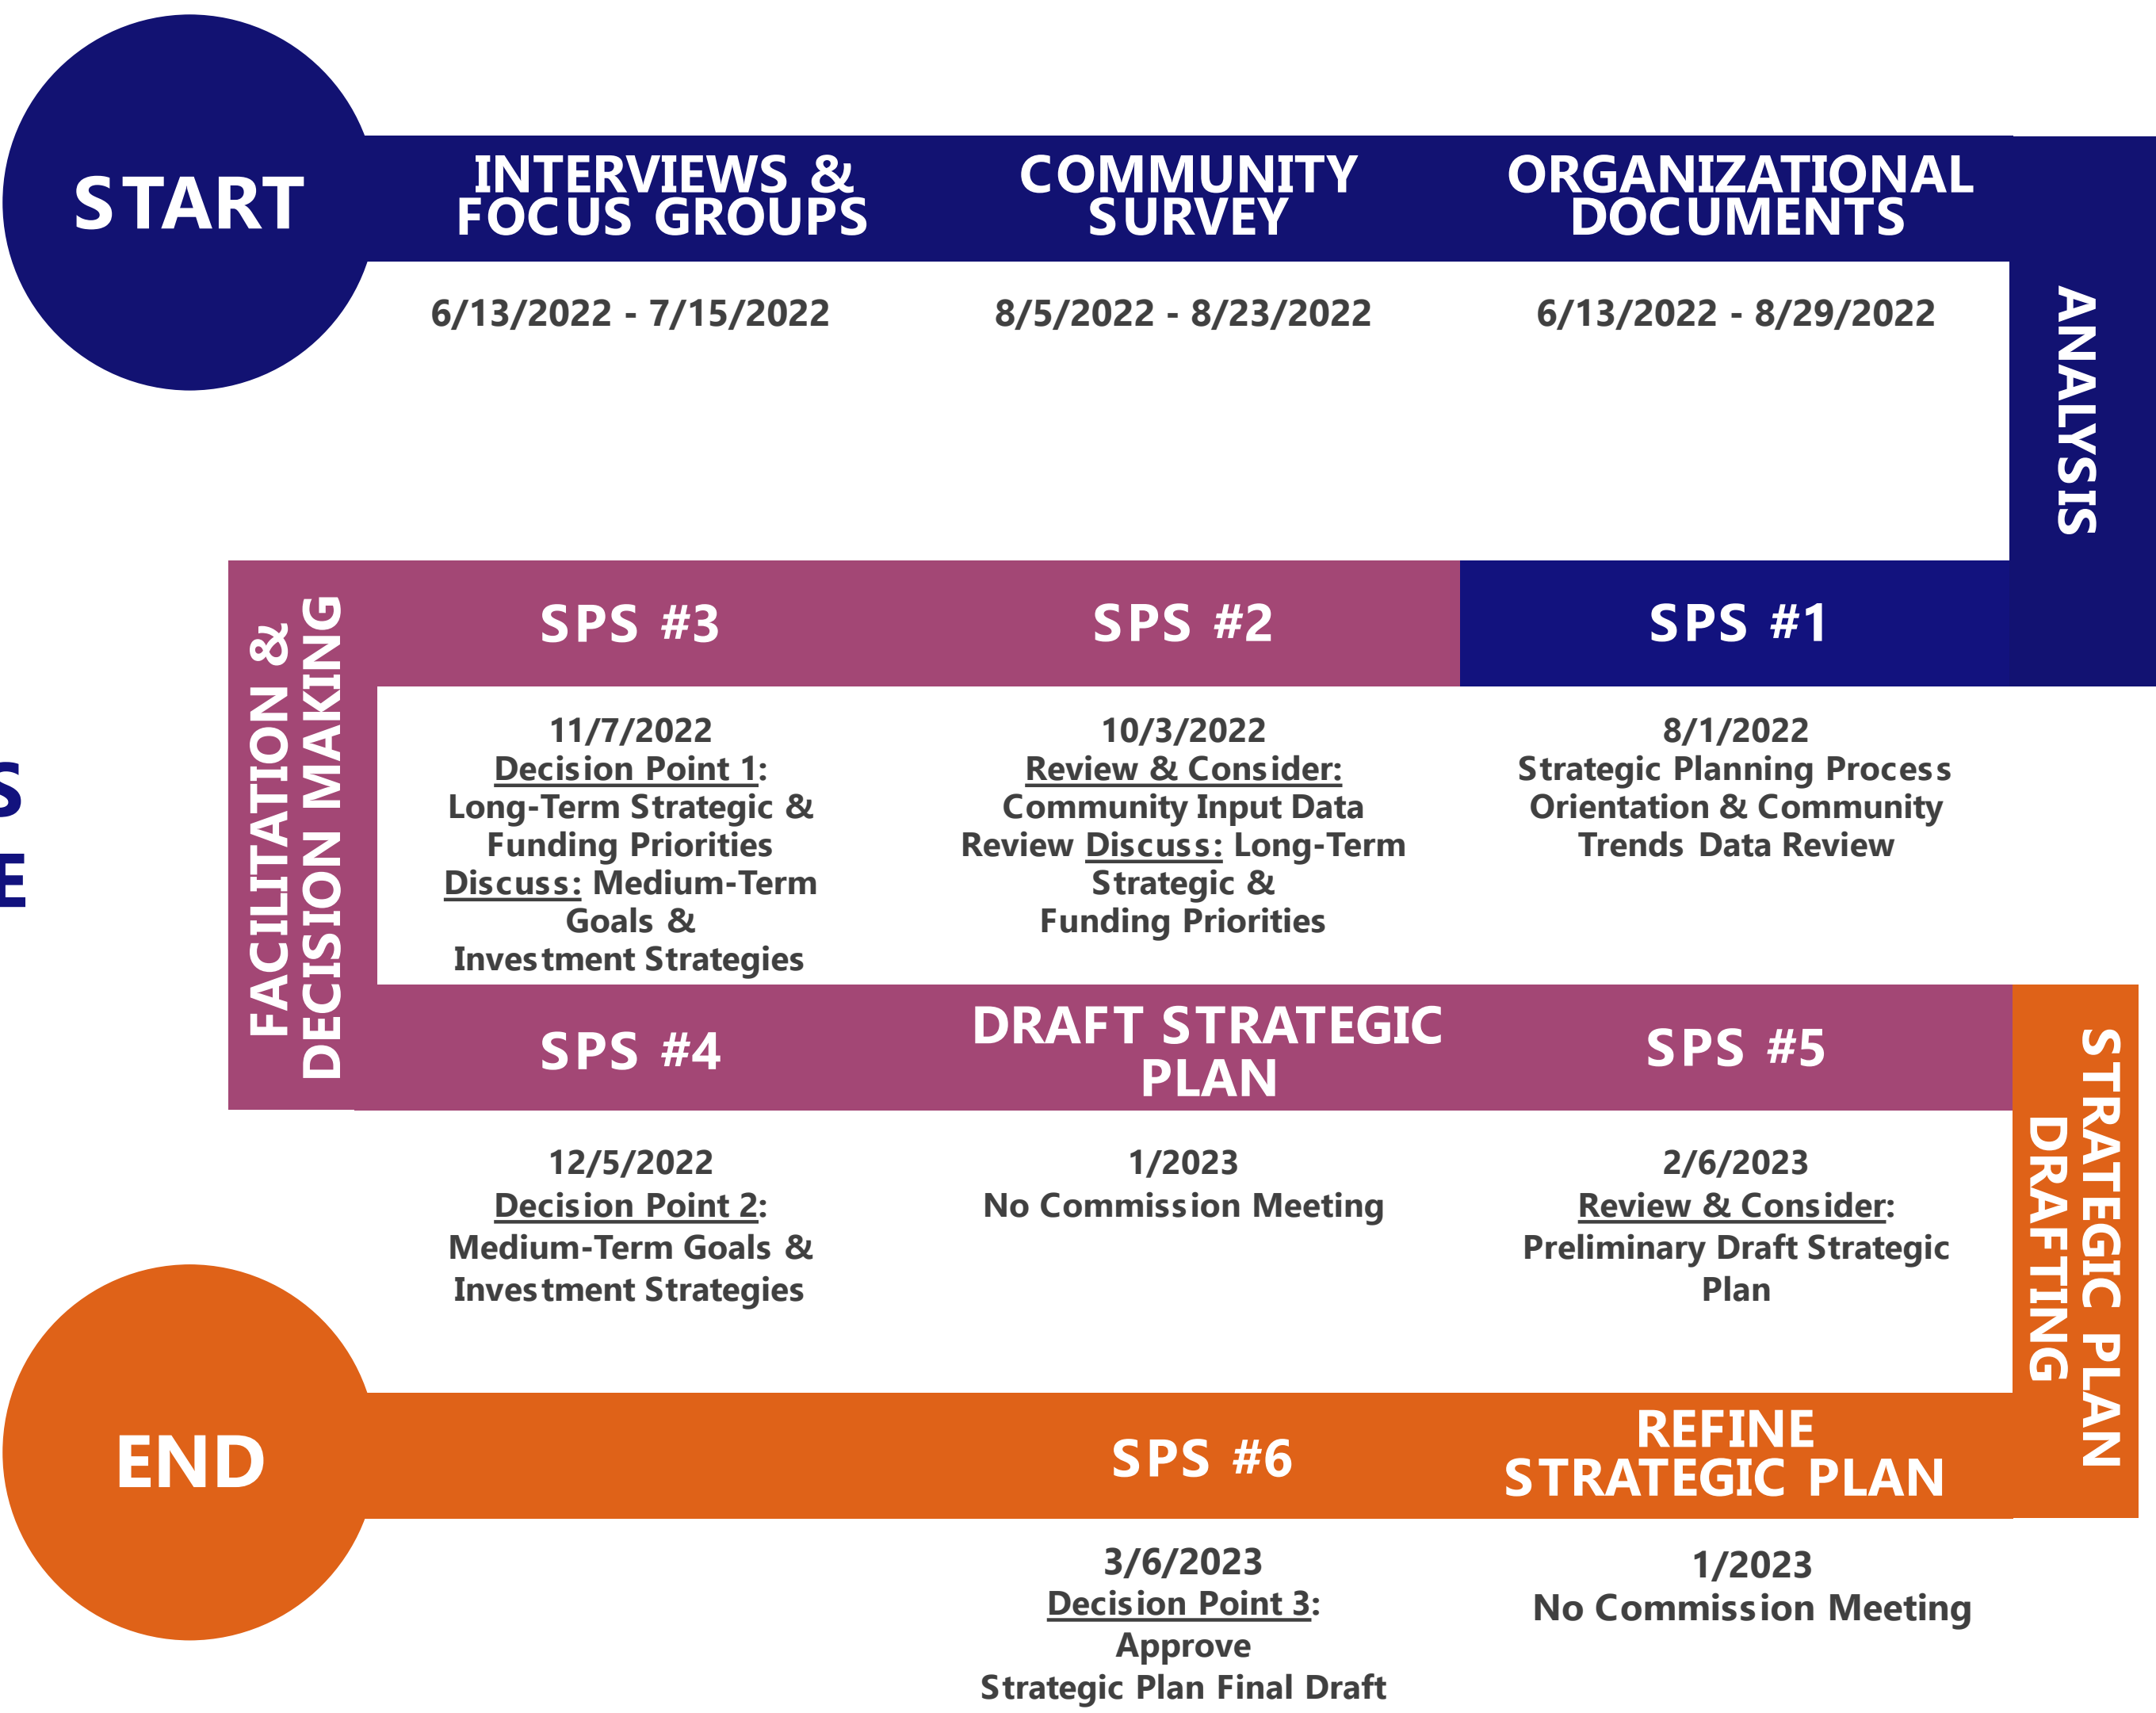 START
INTERVIEWS &
FOCUS GROUPS
COMMUNITY
SURVEY
ORGANIZATIONAL
DOCUMENTS
6/13/2022 - 7/15/2022
8/5/2022 - 8/23/2022
6/13/2022 - 8/29/2022
ANALYSIS
SPS #1
8/1/2022
Strategic Planning Process
Orientation & Community
Trends Data Review
SPS #2
10/3/2022
Review & Consider:
Community Input Data
Review Discuss: Long-Term
Strategic &
Funding Priorities
SPS #3
11/7/2022
Decision Point 1:
Long-Term Strategic &
Funding Priorities
Discuss: Medium-Term
Goals &
Investment Strategies
FACILITATION &
DECISION MAKING
SPS #4
12/5/2022
Decision Point 2:
Medium-Term Goals &
Investment Strategies
DRAFT STRATEGIC
PLAN
1/2023
No Commission Meeting
SPS #5
2/6/2023
Review & Consider:
Preliminary Draft Strategic
Plan
STRATEGIC PLAN
DRAFTING
REFINE
STRATEGIC PLAN
1/2023
No Commission Meeting
SPS #6
3/6/2023
Decision Point 3:
Approve
Strategic Plan Final Draft
END
S
E